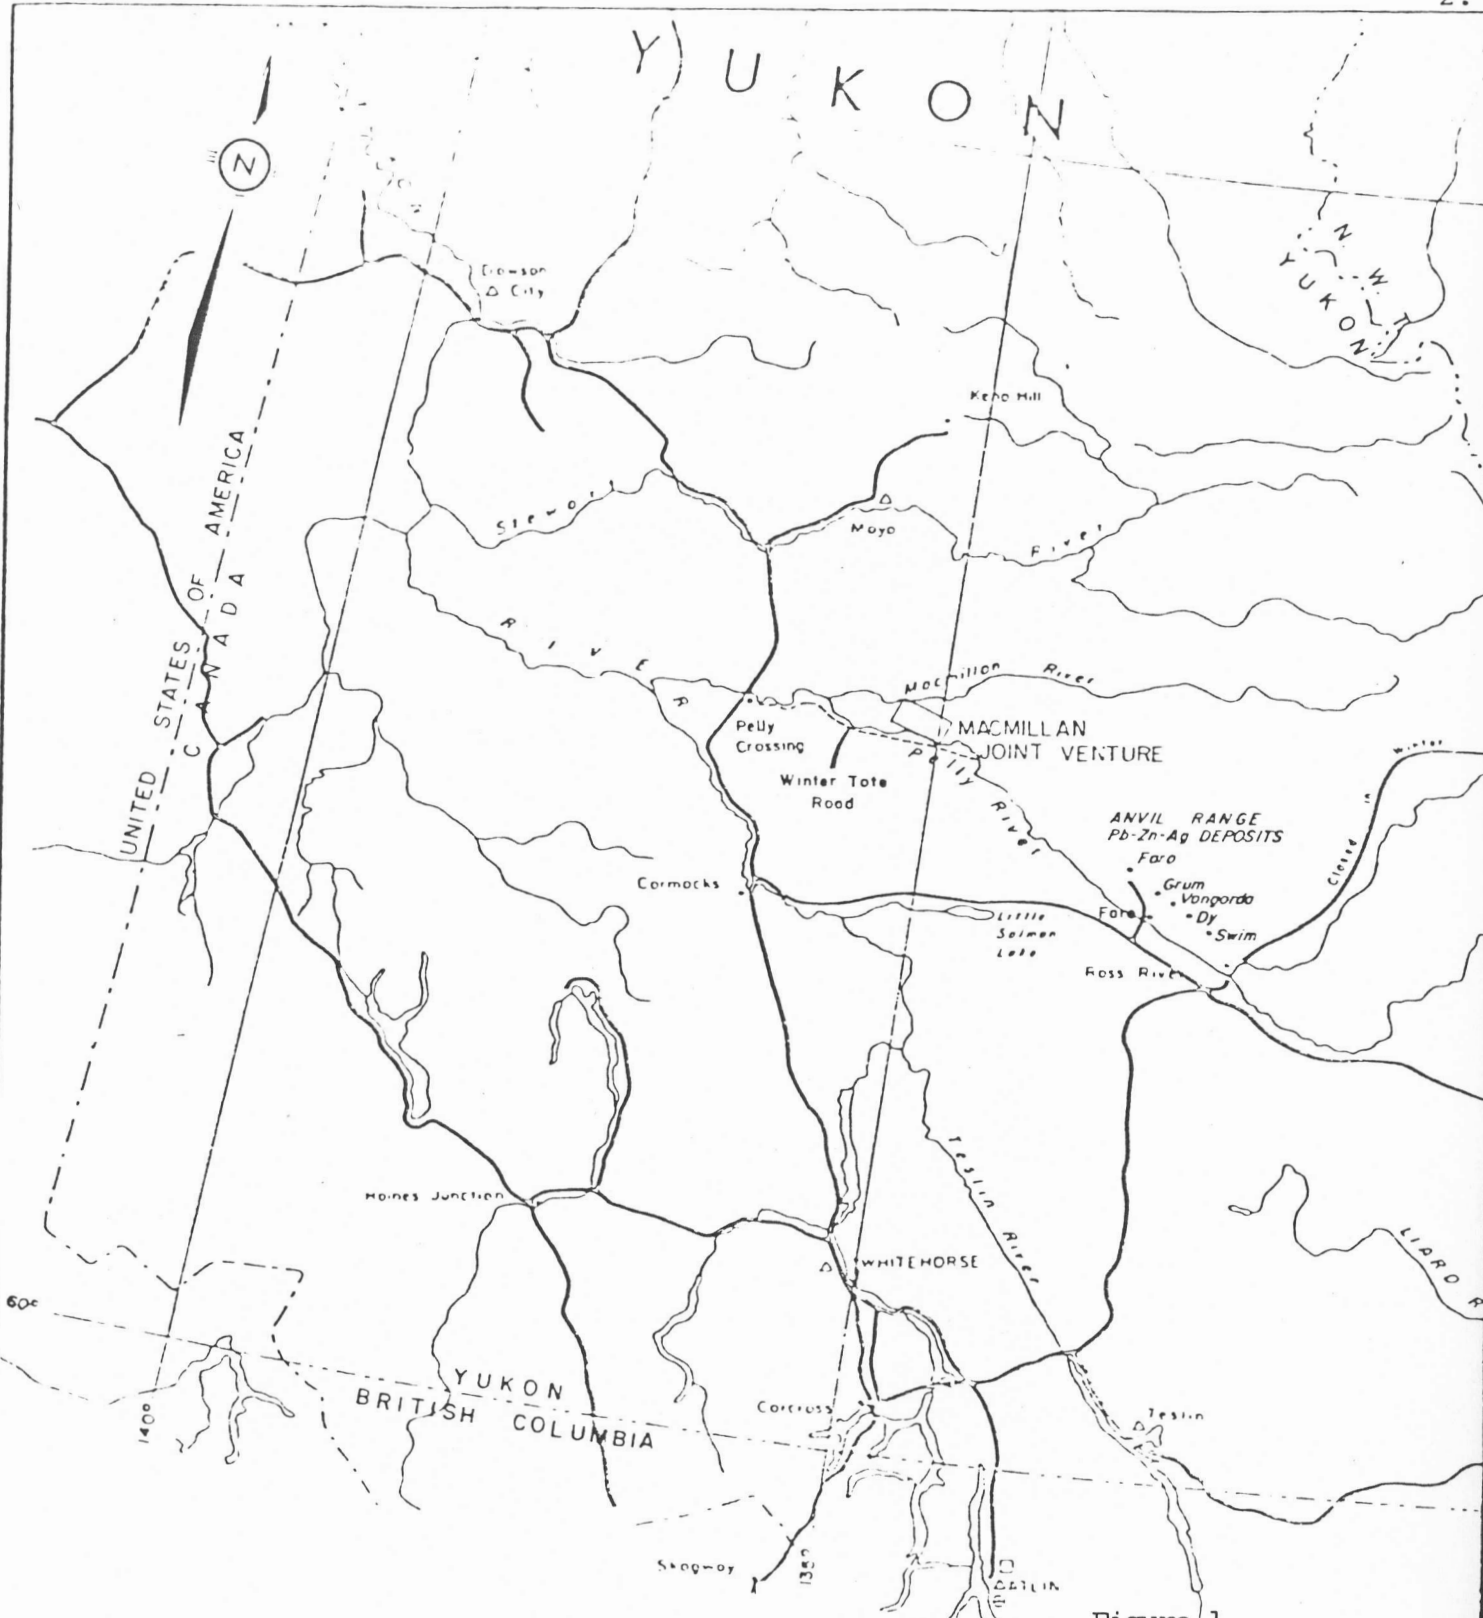 2.
YUKON
N
Dawson
City
N.W.T.
YUKON
Keno Hill
UNITED STATES OF AMERICA
CANADA
Stewart
Mayo
River
RIVER
Macmillan River
Pelly
Crossing
MACMILLAN
JOINT VENTURE
Pelly River
Winter Tote
Road
Closed in Winter
ANVIL RANGE
Pb-Zn-Ag DEPOSITS
Faro
Grum
Vangorda
Dy
Swim
Carmacks
Faro
Little
Salmon
Lake
Ross River
Teslin River
Haines Junction
WHITEHORSE
LIARD R
60°
YUKON
BRITISH COLUMBIA
140°
Carcross
Teslin
Skagway
135°
ATLIN
Figure 1